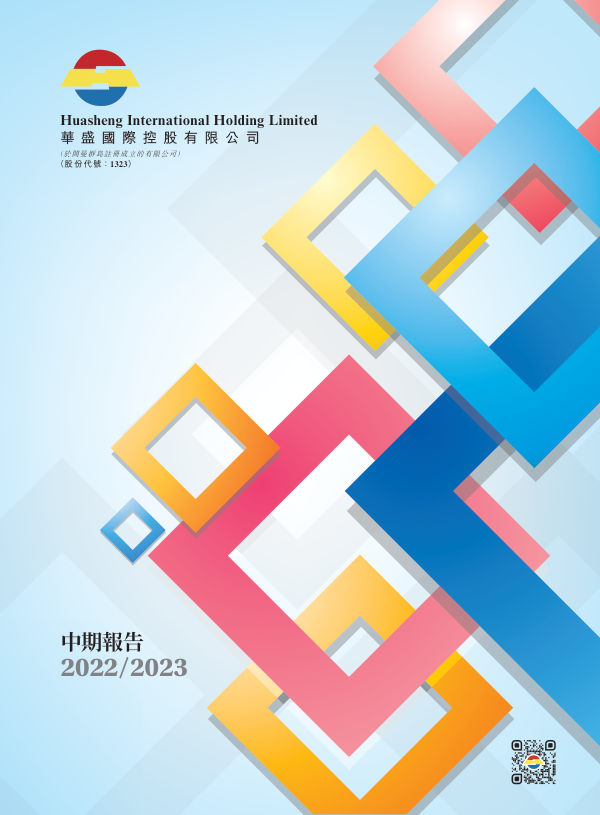 Huasheng International Holding Limited
華盛國際控股有限公司
(於開曼群島註冊成立的有限公司)
(股份代號：1323)
中期報告
2022/2023